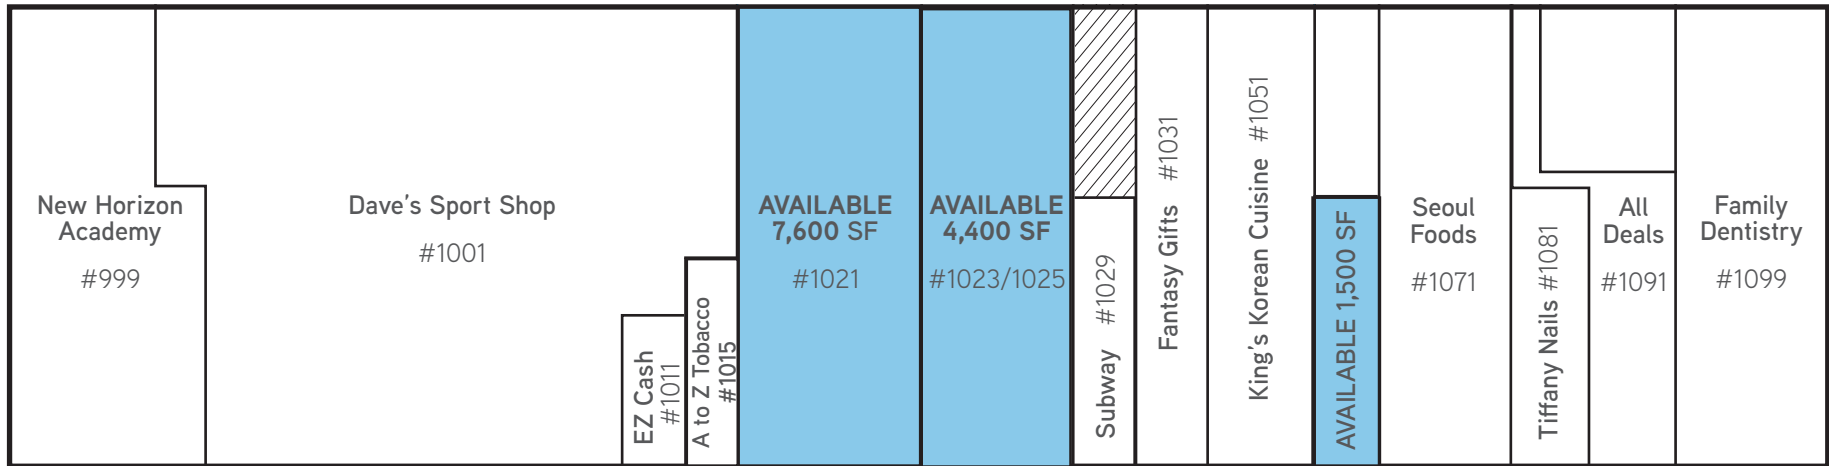 New Horizon
Academy
#999
Dave's Sport Shop
#1001
EZ Cash
#1011
A to Z Tobacco
#1015
AVAILABLE
7,600 SF
#1021
AVAILABLE
4,400 SF
#1023/1025
Subway #1029
Fantasy Gifts #1031
King's Korean Cuisine #1051
AVAILABLE 1,500 SF
Seoul
Foods
#1071
Tiffany Nails #1081
All
Deals
#1091
Family
Dentistry
#1099